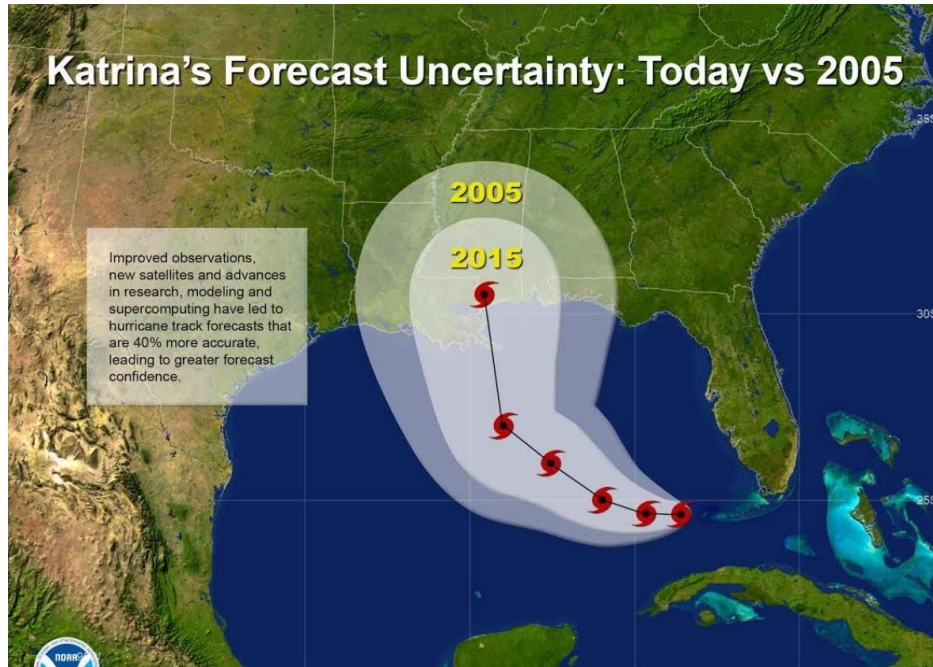 Katrina's Forecast Uncertainty: Today vs 2005
2005
2015
Improved observations,
new satellites and advances
in research, modeling and
supercomputing have led to
hurricane track forecasts that
are 40% more accurate,
leading to greater forecast
confidence.
NOAA